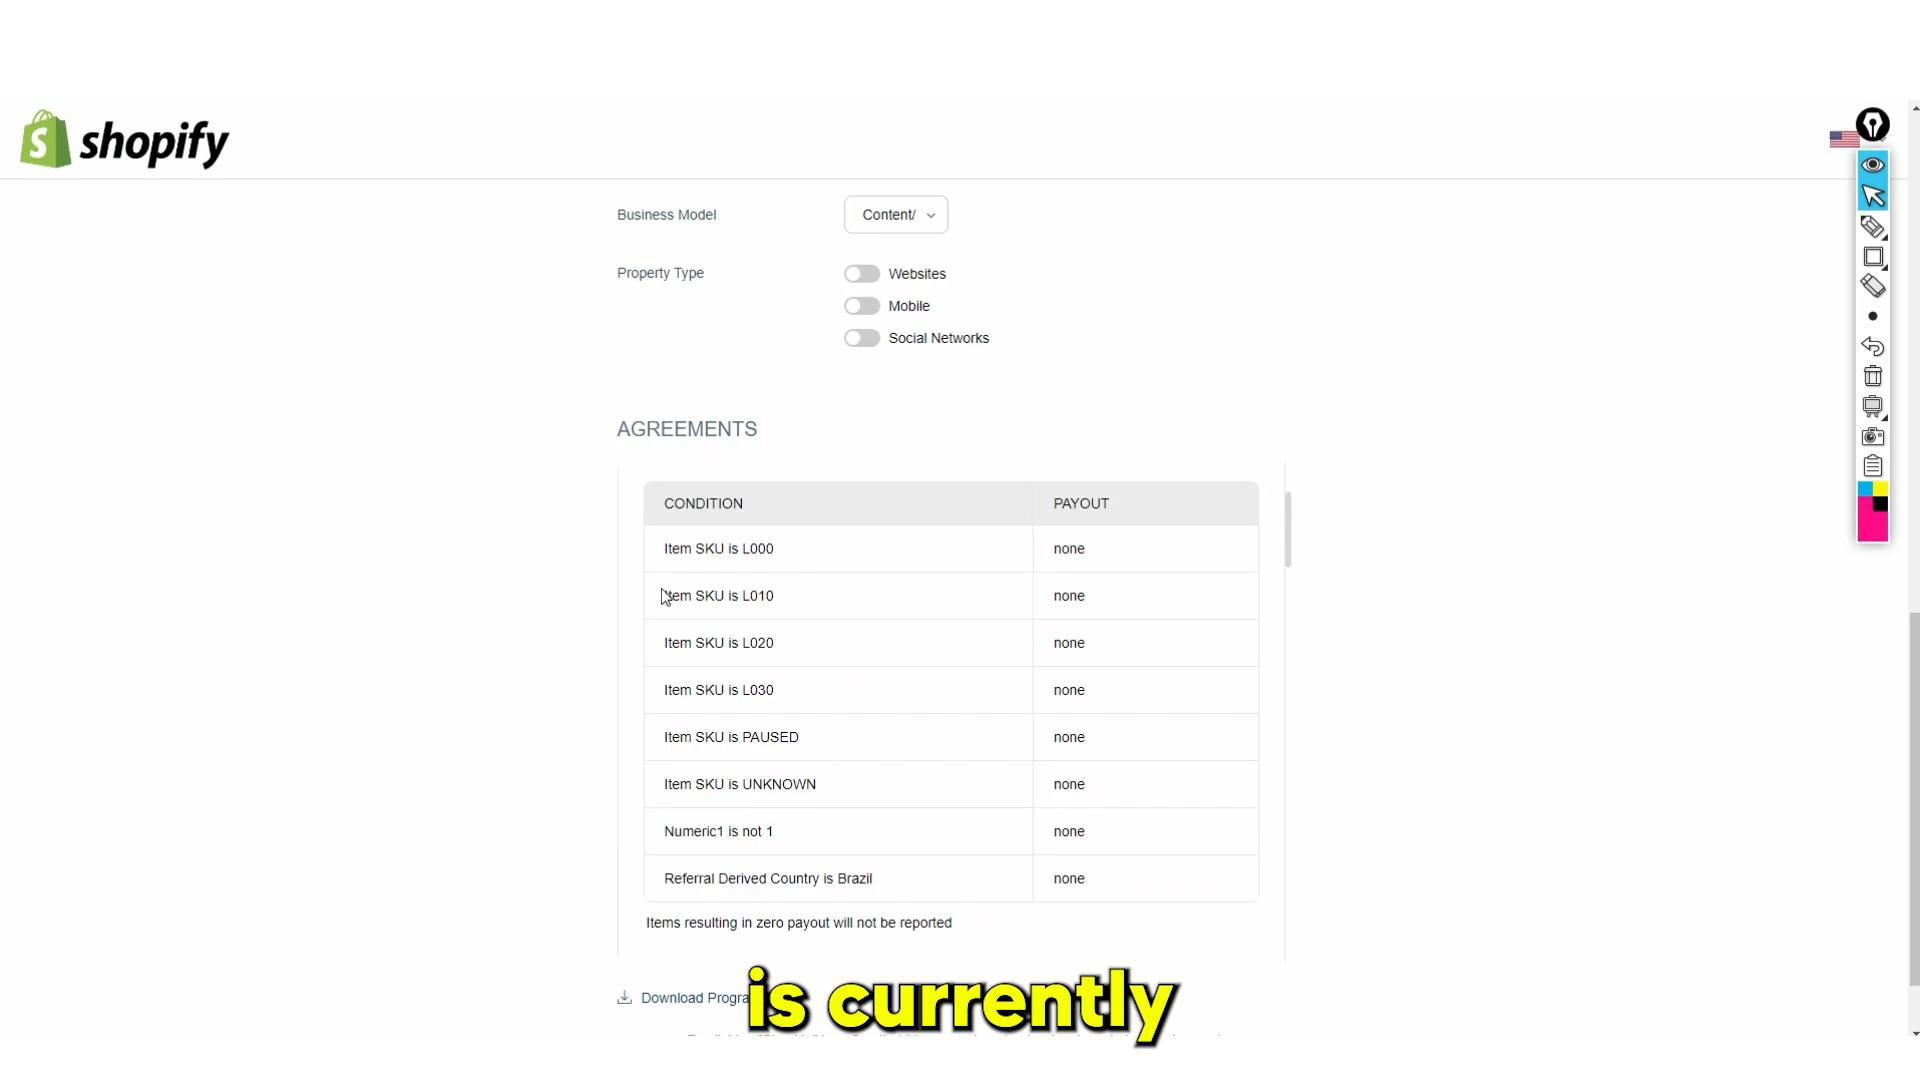 shopify
Business Model
Content/
Property Type
Websites
Mobile
Social Networks
AGREEMENTS
CONDITION PAYOUT
Item SKU is L000 none
Item SKU is L010 none
Item SKU is L020 none
Item SKU is L030 none
Item SKU is PAUSED none
Item SKU is UNKNOWN none
Numeric1 is not 1 none
Referral Derived Country is Brazil none
Items resulting in zero payout will not be reported
Download Progra
is currently